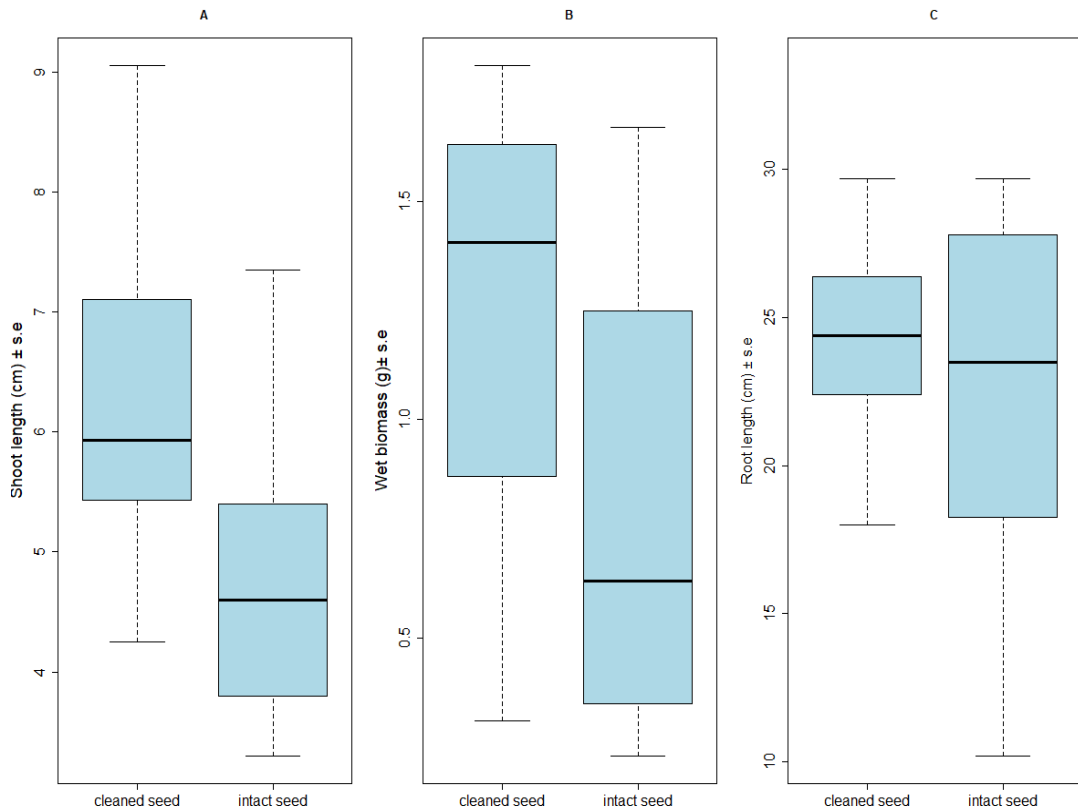 A
Shoot length (cm) ± s.e
9
8
7
6
5
4
cleaned seed
intact seed
B
Wet biomass (g)± s.e
1.5
1.0
0.5
cleaned seed
intact seed
C
Root length (cm) ± s.e
30
25
20
15
10
cleaned seed
intact seed